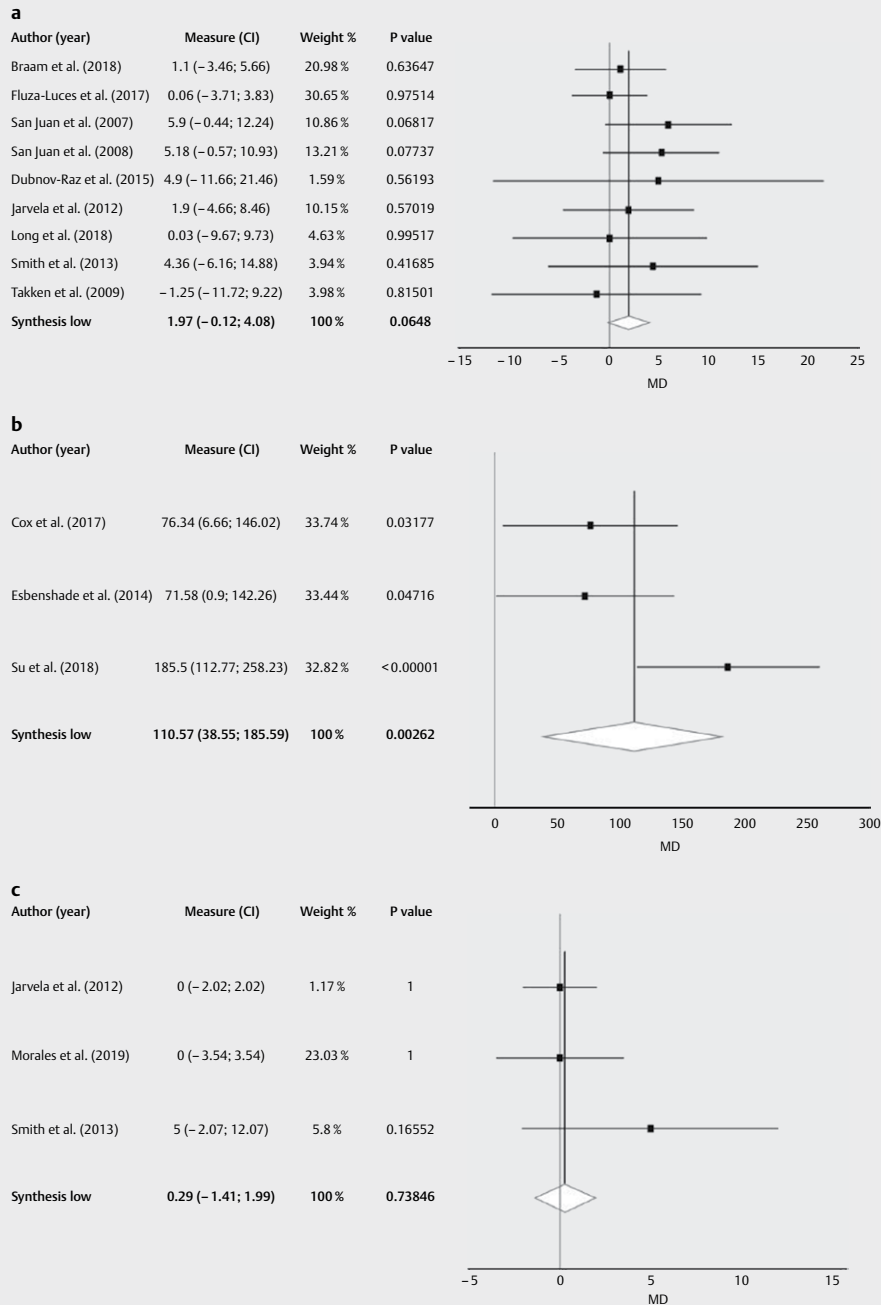 a
Author (year) Measure (CI) Weight % P value
Braam et al. (2018) 1.1 (−3.46; 5.66) 20.98 % 0.63647
Fluza-Luces et al. (2017) 0.06 (−3.71; 3.83) 30.65 % 0.97514
San Juan et al. (2007) 5.9 (−0.44; 12.24) 10.86 % 0.06817
San Juan et al. (2008) 5.18 (−0.57; 10.93) 13.21 % 0.07737
Dubnov-Raz et al. (2015) 4.9 (−11.66; 21.46) 1.59 % 0.56193
Jarvela et al. (2012) 1.9 (−4.66; 8.46) 10.15 % 0.57019
Long et al. (2018) 0.03 (−9.67; 9.73) 4.63 % 0.99517
Smith et al. (2013) 4.36 (−6.16; 14.88) 3.94 % 0.41685
Takken et al. (2009) −1.25 (−11.72; 9.22) 3.98 % 0.81501
Synthesis low 1.97 (−0.12; 4.08) 100 % 0.0648
−15 −10 −5 0 5 10 15 20 25
MD
b
Author (year) Measure (CI) Weight % P value
Cox et al. (2017) 76.34 (6.66; 146.02) 33.74 % 0.03177
Esbenshade et al. (2014) 71.58 (0.9; 142.26) 33.44 % 0.04716
Su et al. (2018) 185.5 (112.77; 258.23) 32.82 % <0.00001
Synthesis low 110.57 (38.55; 185.59) 100 % 0.00262
0 50 100 150 200 250 300
MD
c
Author (year) Measure (CI) Weight % P value
Jarvela et al. (2012) 0 (−2.02; 2.02) 1.17 % 1
Morales et al. (2019) 0 (−3.54; 3.54) 23.03 % 1
Smith et al. (2013) 5 (−2.07; 12.07) 5.8 % 0.16552
Synthesis low 0.29 (−1.41; 1.99) 100 % 0.73846
−5 0 5 10 15
MD